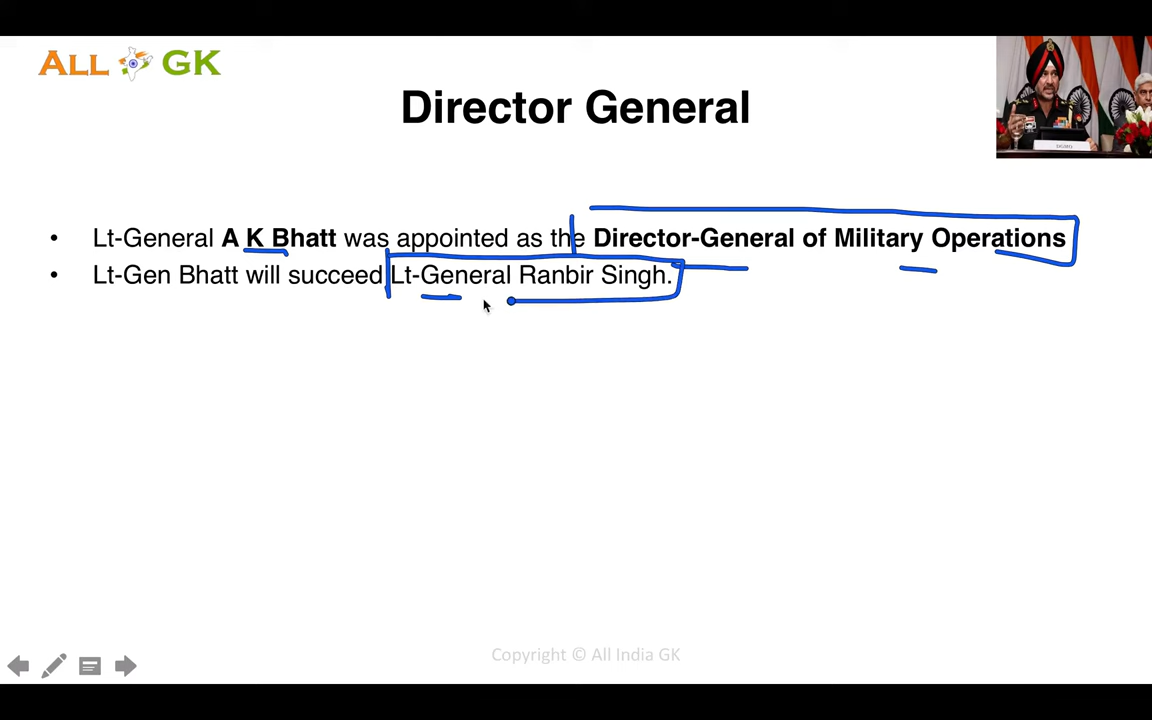 ALL GK
Director General
DGMO
• Lt-General A K Bhatt was appointed as the Director-General of Military Operations
• Lt-Gen Bhatt will succeed Lt-General Ranbir Singh.
Copyright © All India GK